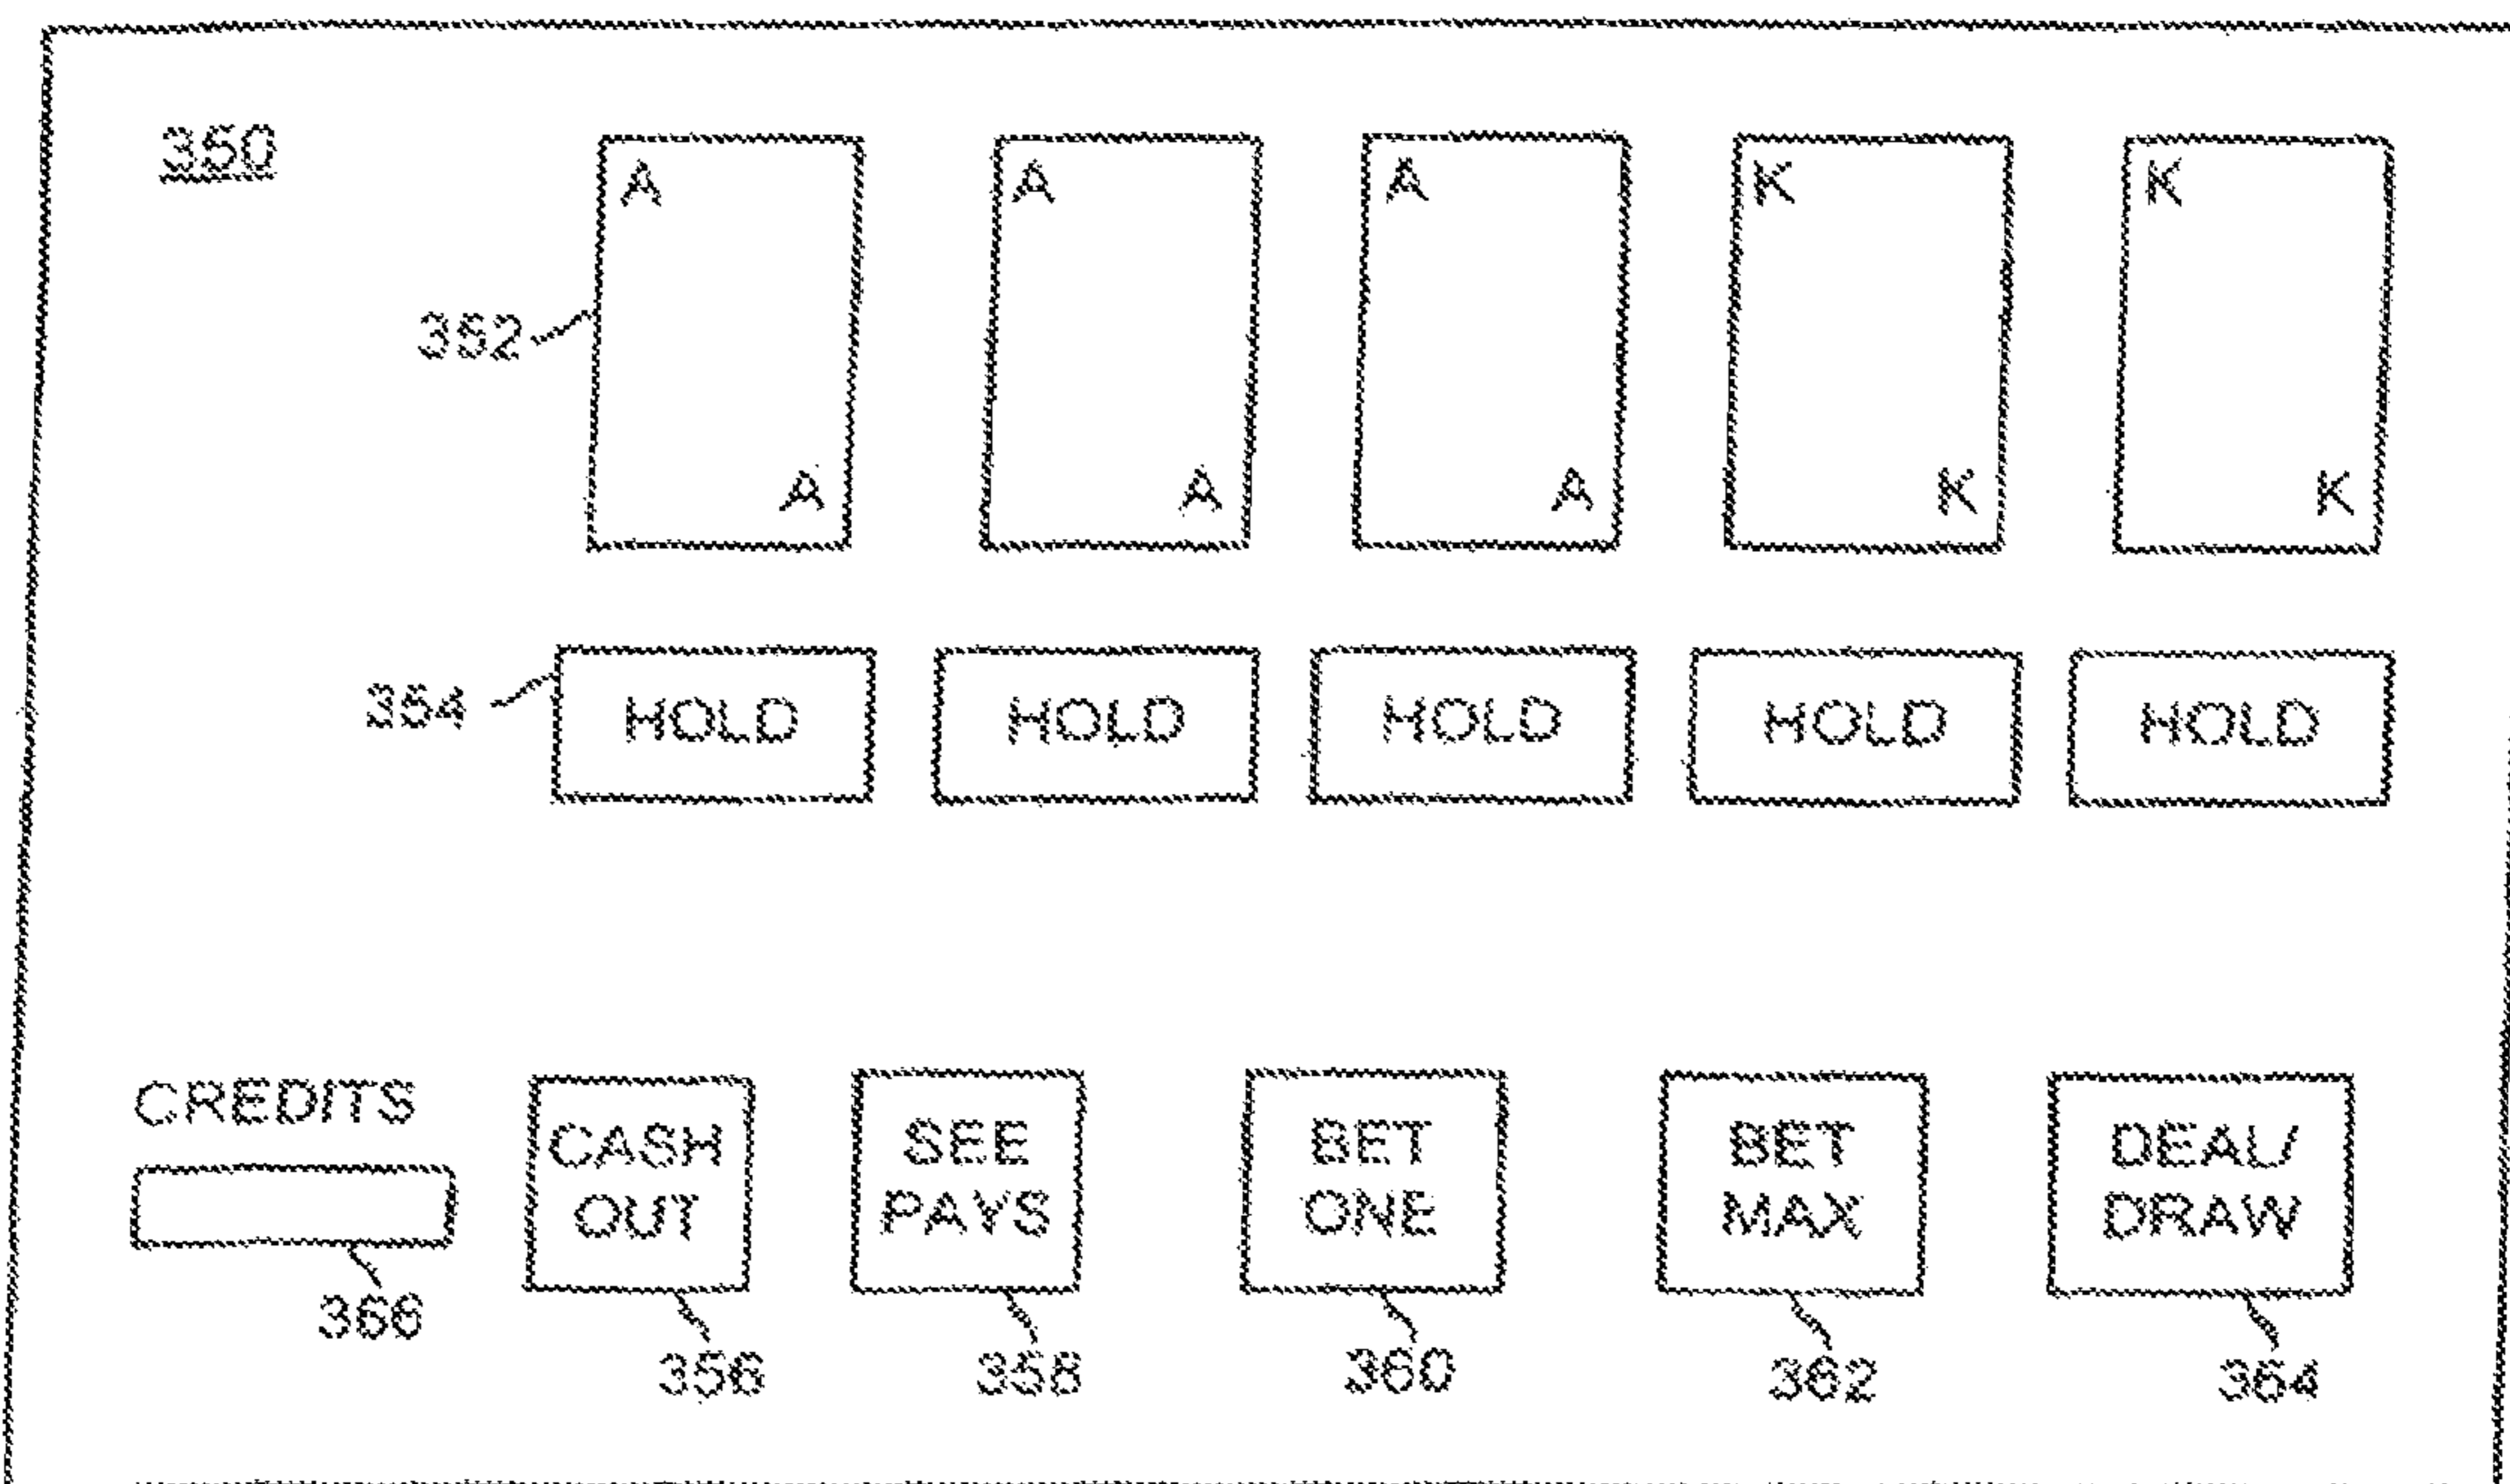 350
A A A K K
352
A A A K K
354 HOLD HOLD HOLD HOLD HOLD
CREDITS
CASH OUT
SEE PAYS
BET ONE
BET MAX
DEAL/ DRAW
366
356
358
360
362
364